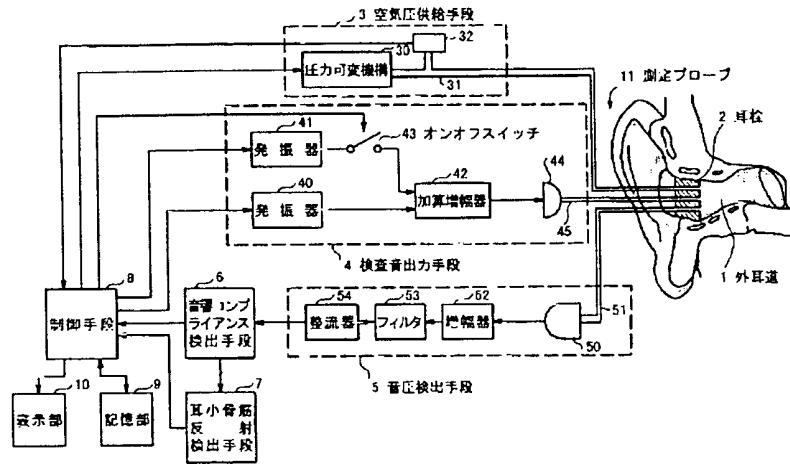 3 空気圧供給手段
30
32
圧力可変機構
31
11 測定プローブ
2 耳栓
41
発振器
43 オンオフスイッチ
42
44
40
発振器
加算増幅器
45
4 検査音出力手段
1 外耳道
8
制御手段
6
音響コンプ
ライアンス
検出手段
54
整流器
53
フィルタ
52
増幅器
51
50
5 音圧検出手段
10
表示部
9
記憶部
7
耳小骨筋
反射
検出手段